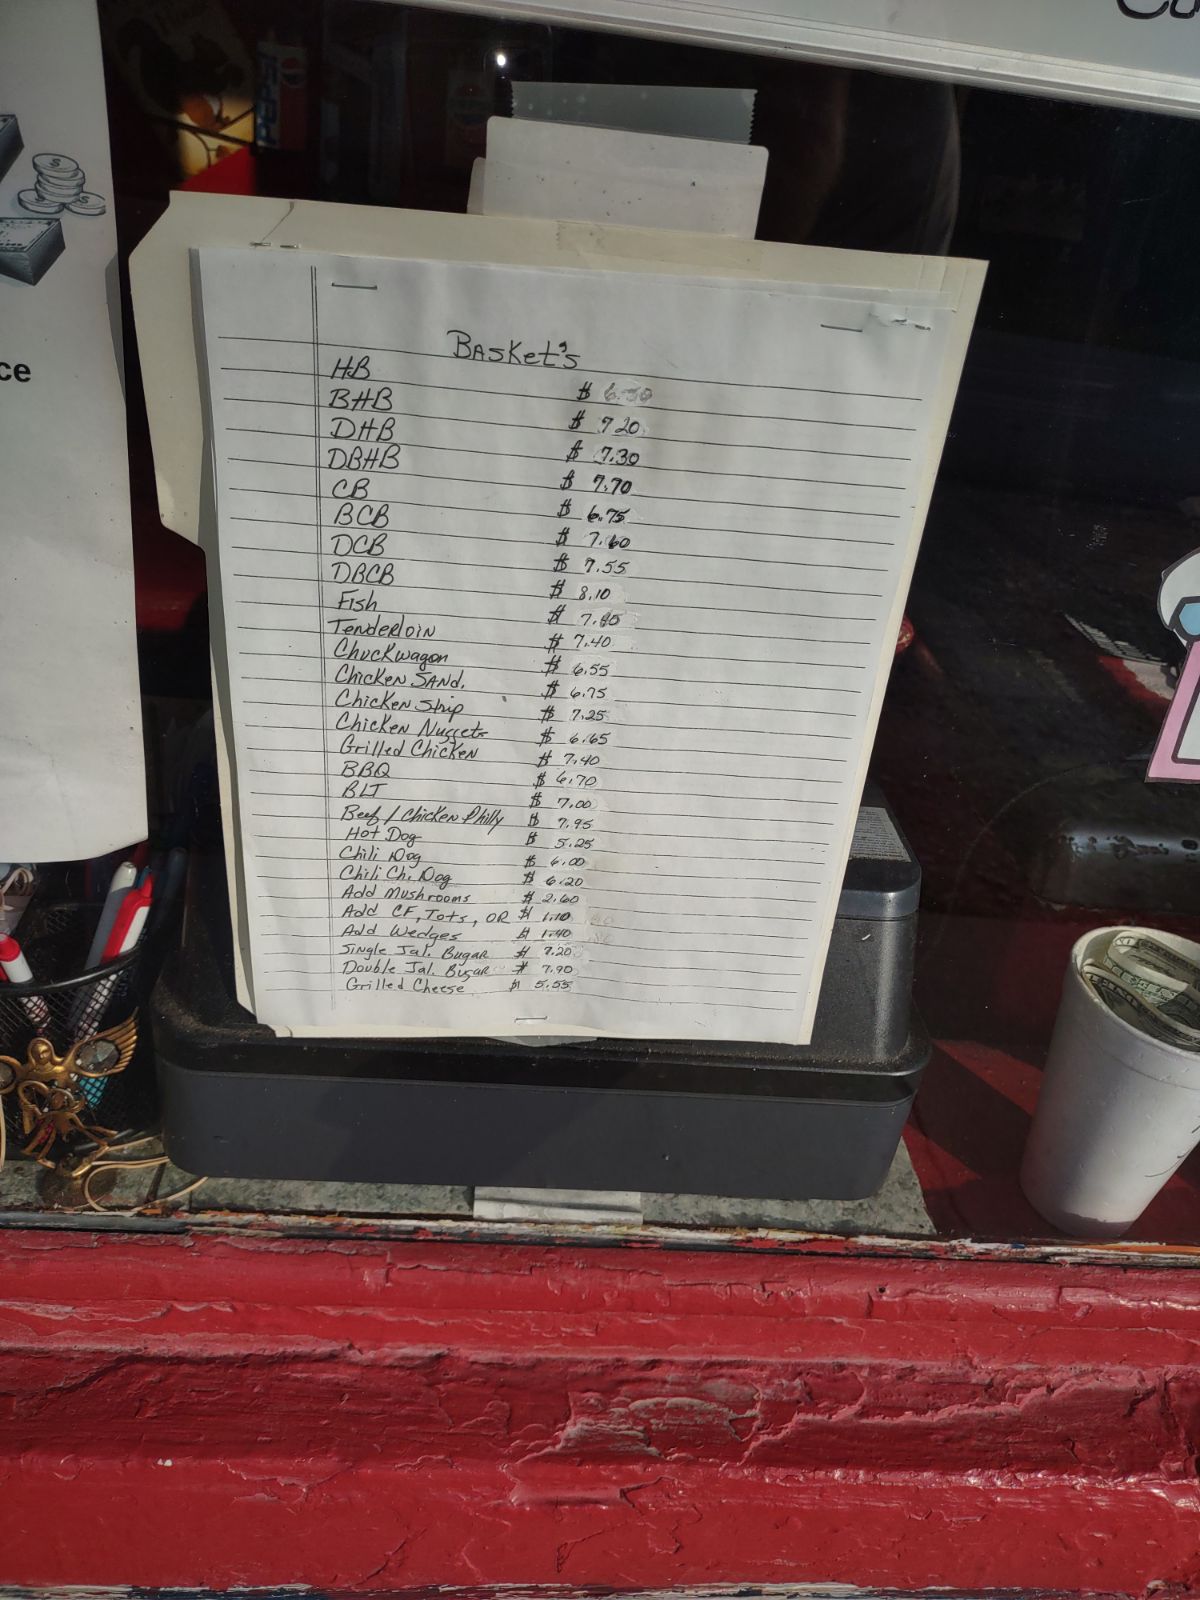 Cu
PEPSI
ce
Basket's
HB $ 6.50
BHB $ 7.20
DHB $ 7.30
DBHB $ 7.70
CB $ 6.75
BCB $ 7.60
DCB $ 7.55
DBCB $ 8.10
Fish $ 7.40
Tenderloin $ 7.40
Chuckwagon $ 6.55
Chicken Sand. $ 6.75
Chicken Strip $ 7.25
Chicken Nuggets $ 6.65
Grilled Chicken $ 7.40
BBQ $ 6.70
BLT $ 7.00
Beef / Chicken Philly $ 7.95
Hot Dog $ 5.25
Chili Dog $ 6.00
Chili Ch. Dog $ 6.20
Add Mushrooms $ 2.60
Add CF, Tots, OR $ 1.10
Add Wedges $ 1.40
Single Jal. Bugar $ 7.20
Double Jal. Bugar $ 7.90
Grilled Cheese $ 5.55